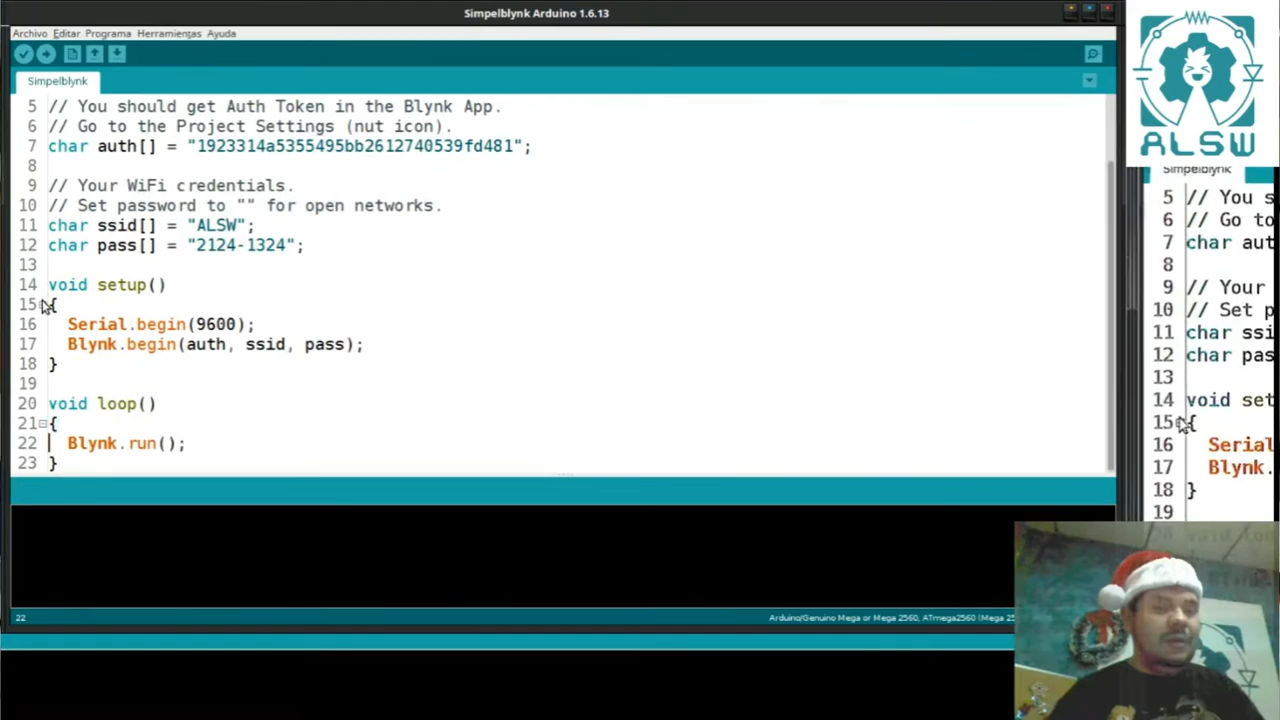 Simpelblynk Arduino 1.6.13
Archivo Editar Programa Herramientas Ayuda
Simpelblynk
5 // You should get Auth Token in the Blynk App.
6 // Go to the Project Settings (nut icon).
7 char auth[] = "1923314a5355495bb2612740539fd481";
8
9 // Your WiFi credentials.
10 // Set password to "" for open networks.
11 char ssid[] = "ALSW";
12 char pass[] = "2124-1324";
13
14 void setup()
15 {
16 Serial.begin(9600);
17 Blynk.begin(auth, ssid, pass);
18 }
19
20 void loop()
21 {
22 Blynk.run();
23 }
22
Arduino/Genuino Mega or Mega 2560, ATmega2560 (Mega 25
ALSW
Simpelblynk
5 // You s
6 // Go to
7 char aut
8
9 // Your
10 // Set p
11 char ssi
12 char pas
13
14 void set
15 {
16 Serial
17 Blynk.
18 }
19